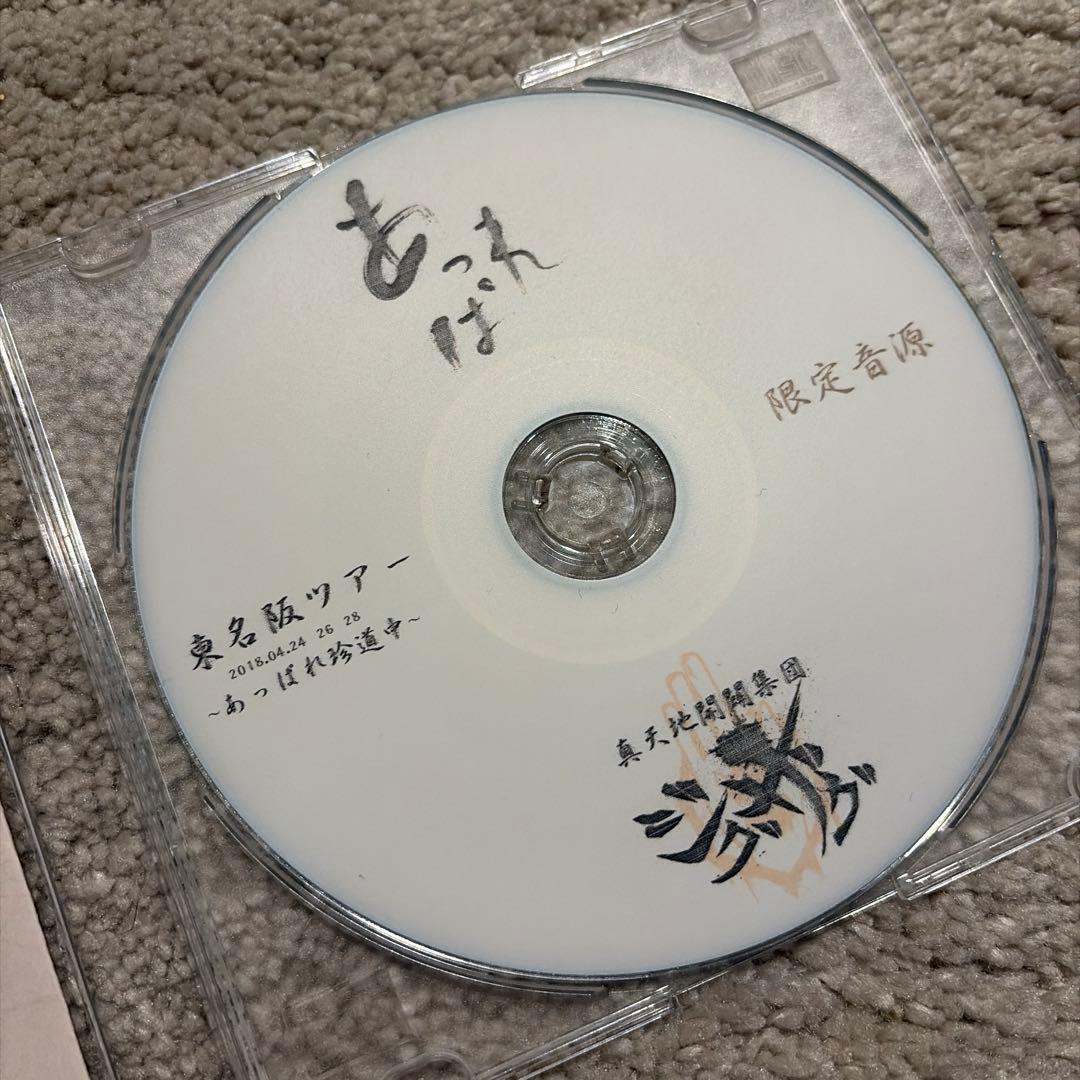 あっぱれ
限定音源
東名阪ツアー
2018.04.24 26 28
~あっぱれ珍道中~
真天地開闢集団
ジグザグ